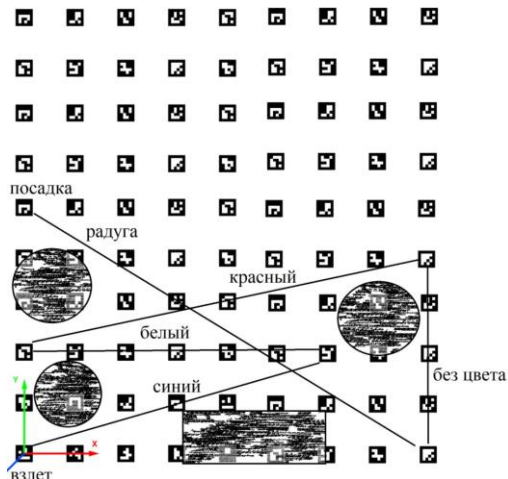 посадка
радуга
красный
белый
синий
без цвета
Y
X
взлет